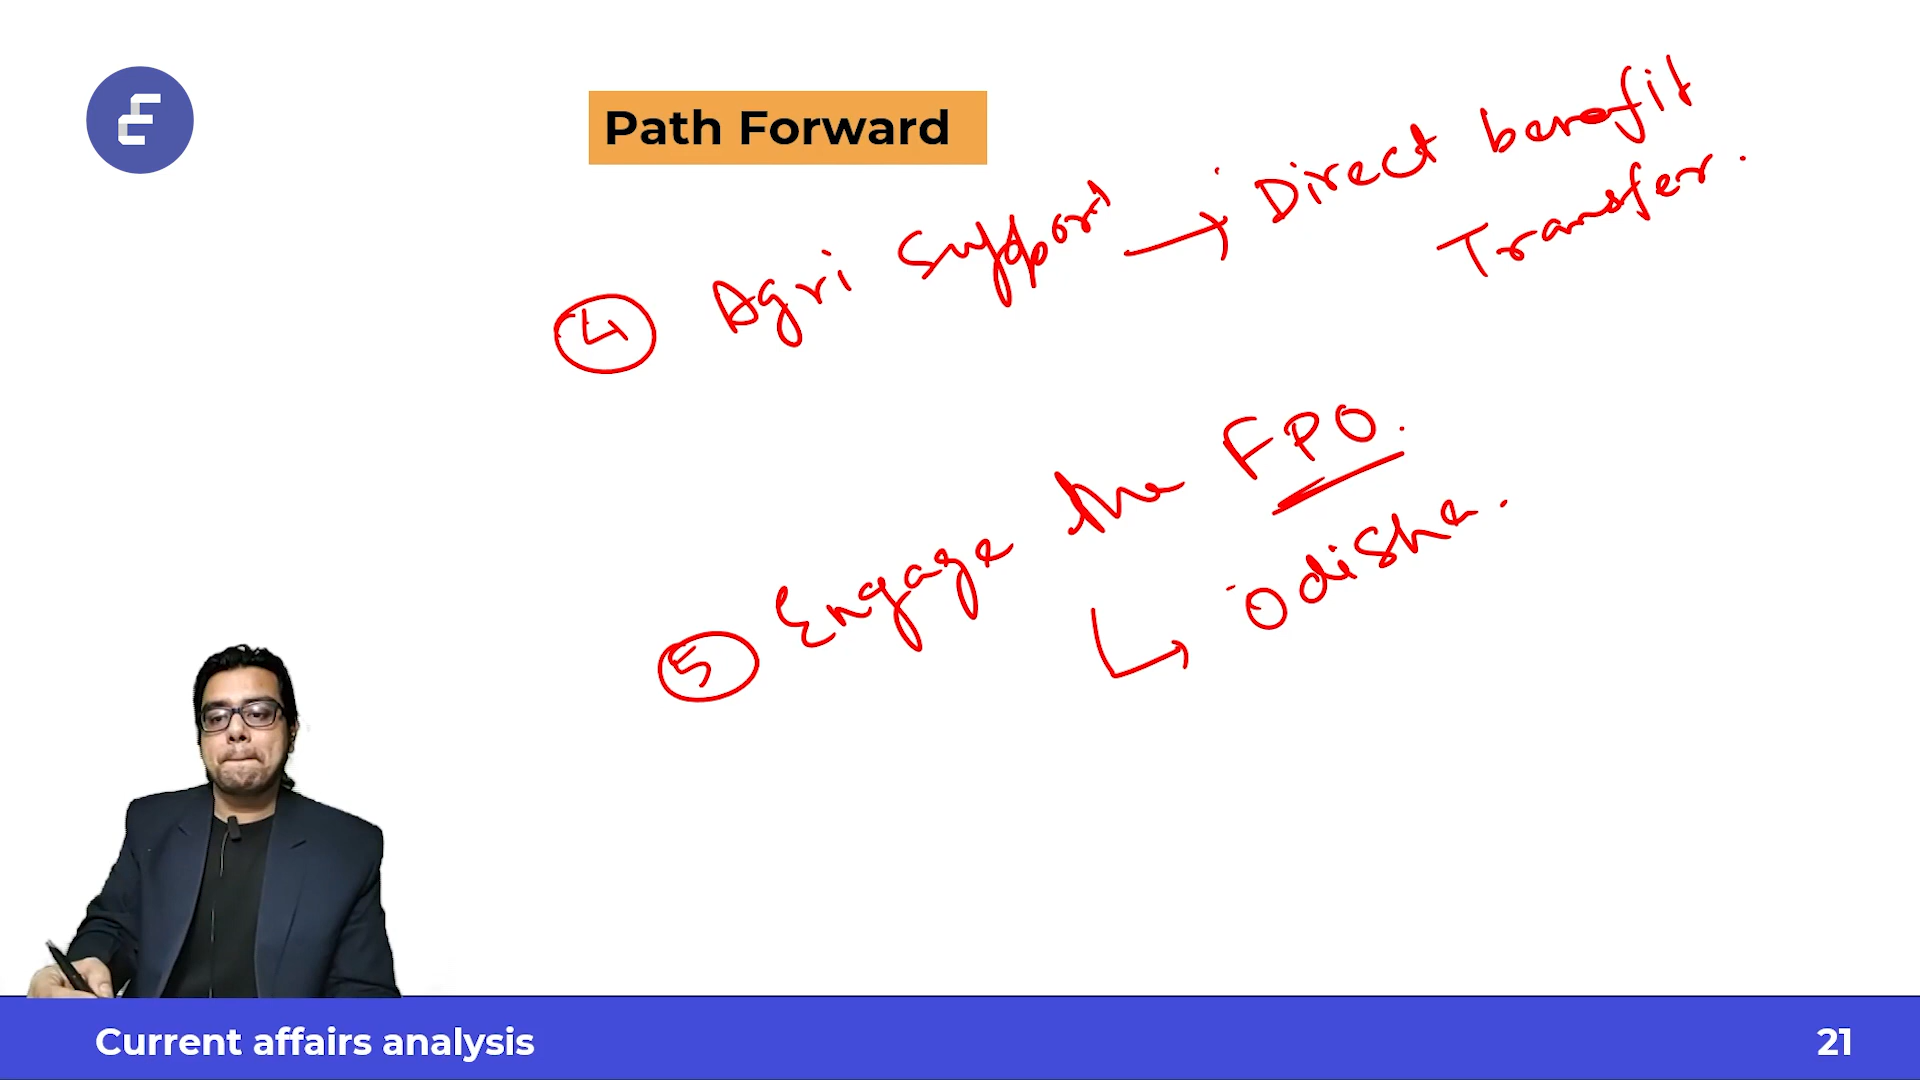 Path Forward
④ Agri Support → Direct benefit
Transfer.
⑤ Engage the FPO.
↳ Odisha.
Current affairs analysis
21